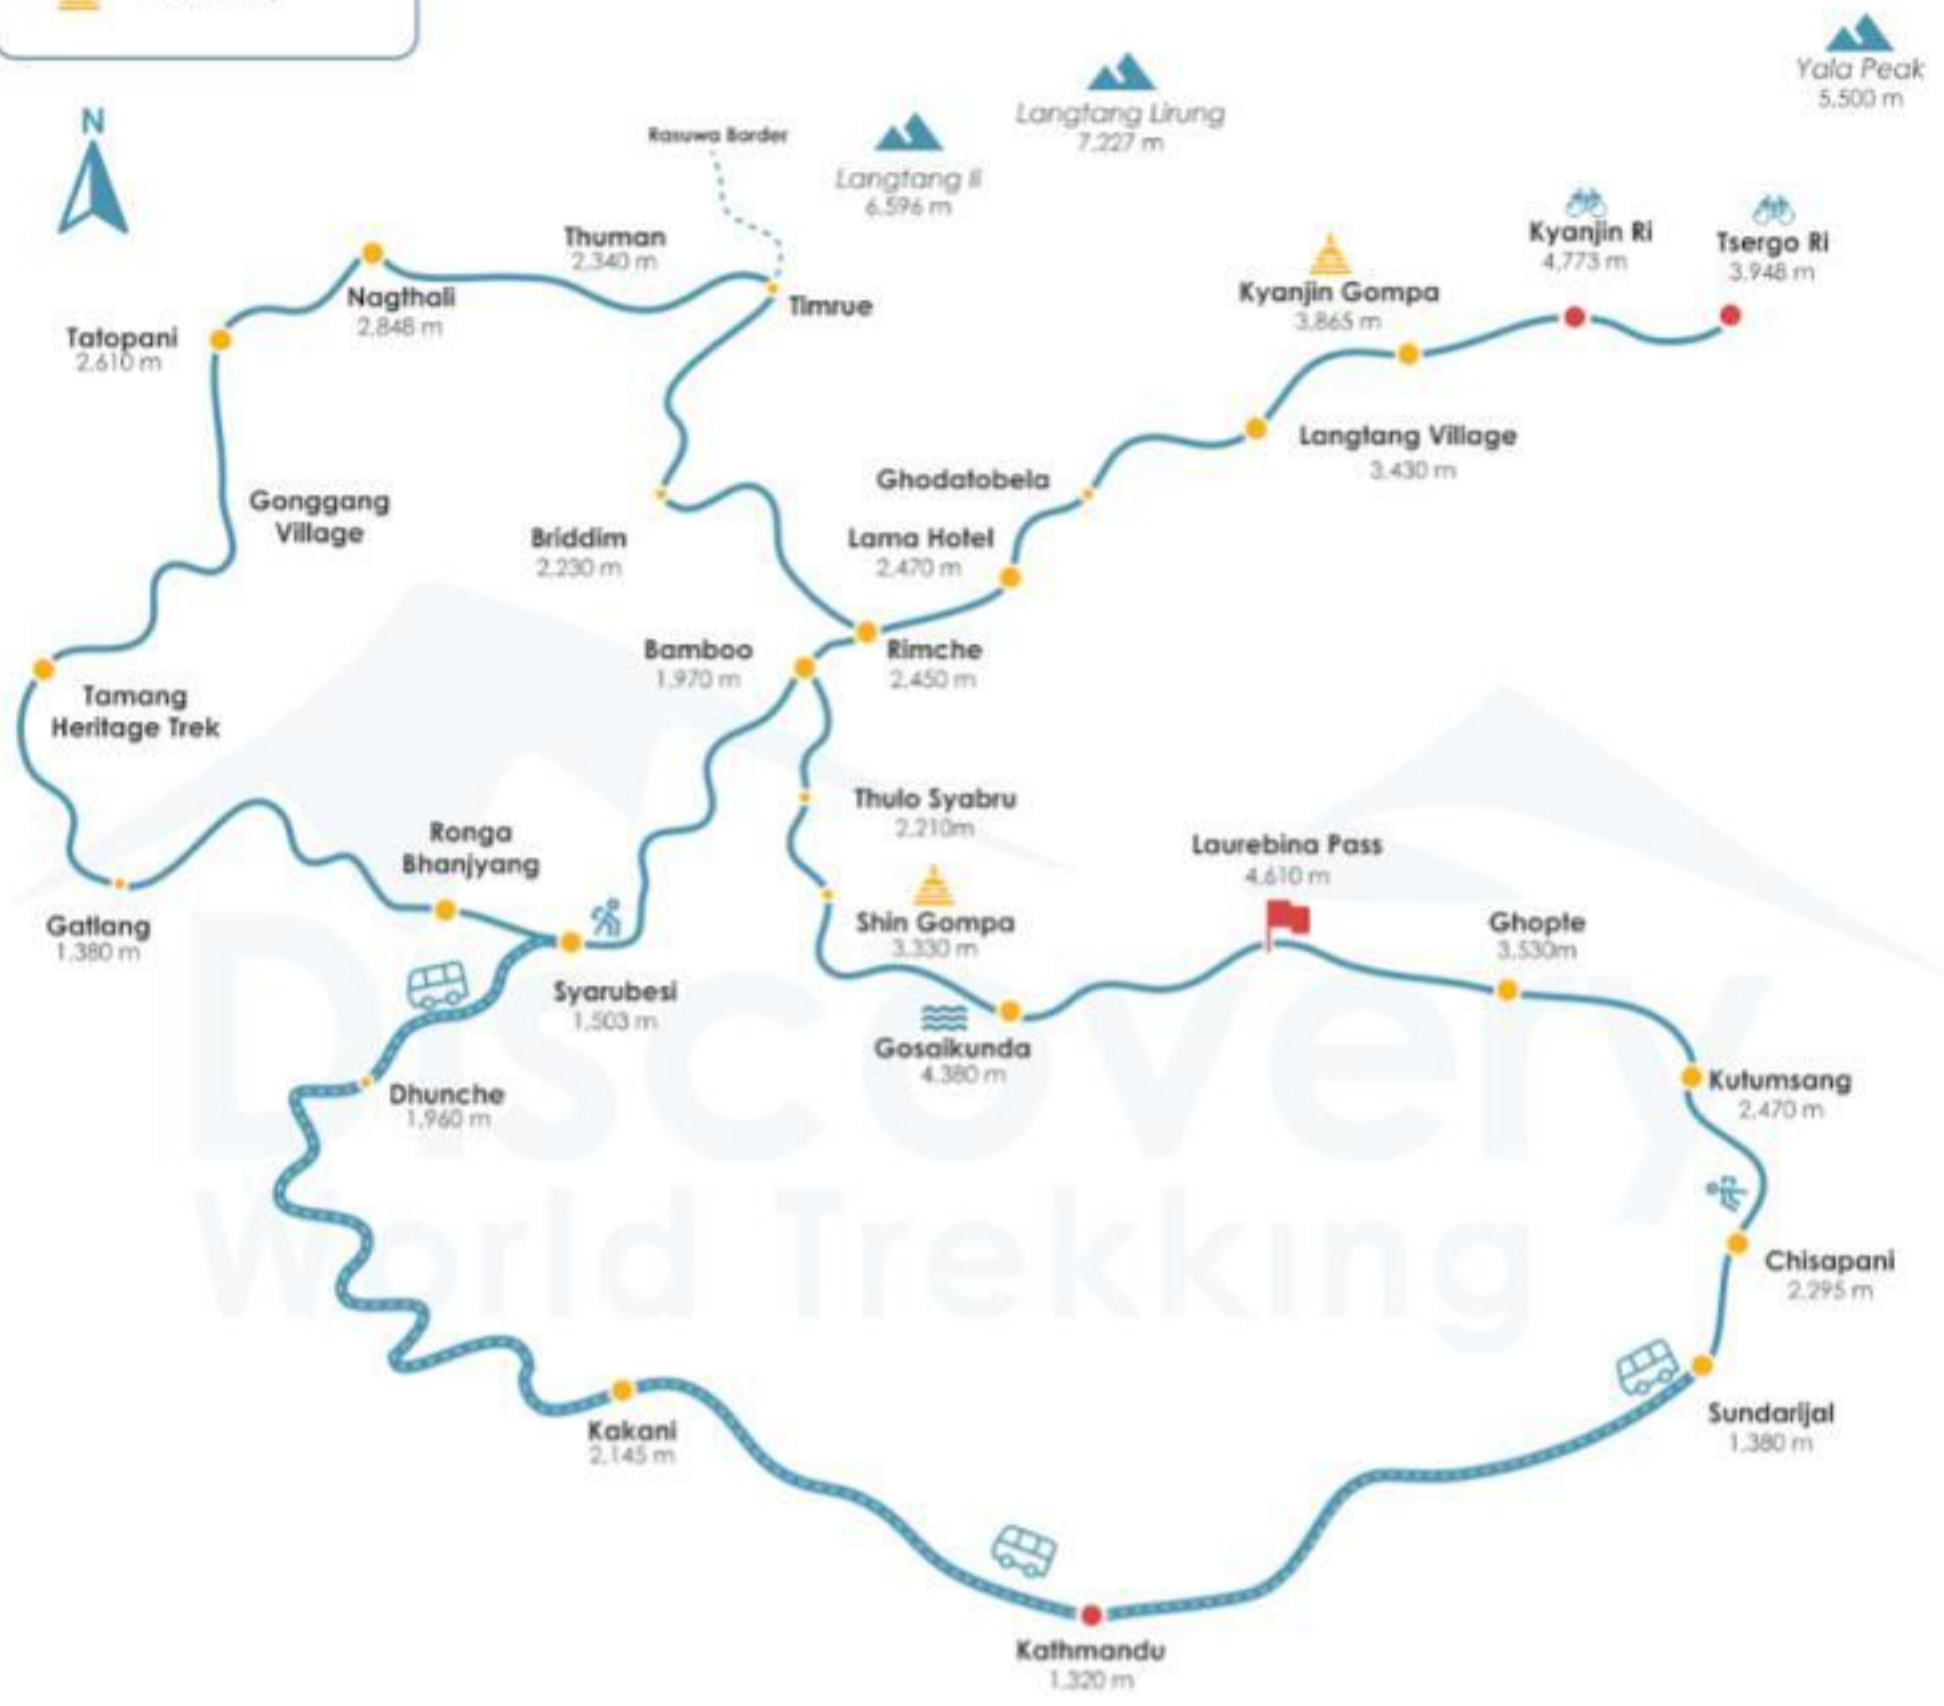 Yala Peak
5,500 m
Langtang Lirung
7,227 m
N
Rasuwa Border
Langtang II
6,596 m
Thuman
2,340 m
Kyanjin Ri
4,773 m
Tsergo Ri
3,948 m
Nagthali
2,848 m
Timrue
Kyanjin Gompa
3,865 m
Tatopani
2,610 m
Langtang Village
3,430 m
Gonggang
Village
Ghodatobela
Briddim
2,230 m
Lama Hotel
2,470 m
Bamboo
1,970 m
Rimche
2,450 m
Tamang
Heritage Trek
Thulo Syabru
2,210m
Ronga
Bhanjyang
Laurebina Pass
4,610 m
Gatlang
1,380 m
Shin Gompa
3,330 m
Ghopte
3,530m
Syarubesi
1,503 m
Gosaikunda
4,380 m
Dhunche
1,960 m
Kutumsang
2,470 m
Discovery
World Trekking
Chisapani
2,295 m
Kakani
2,145 m
Sundarijal
1,380 m
Kathmandu
1,320 m